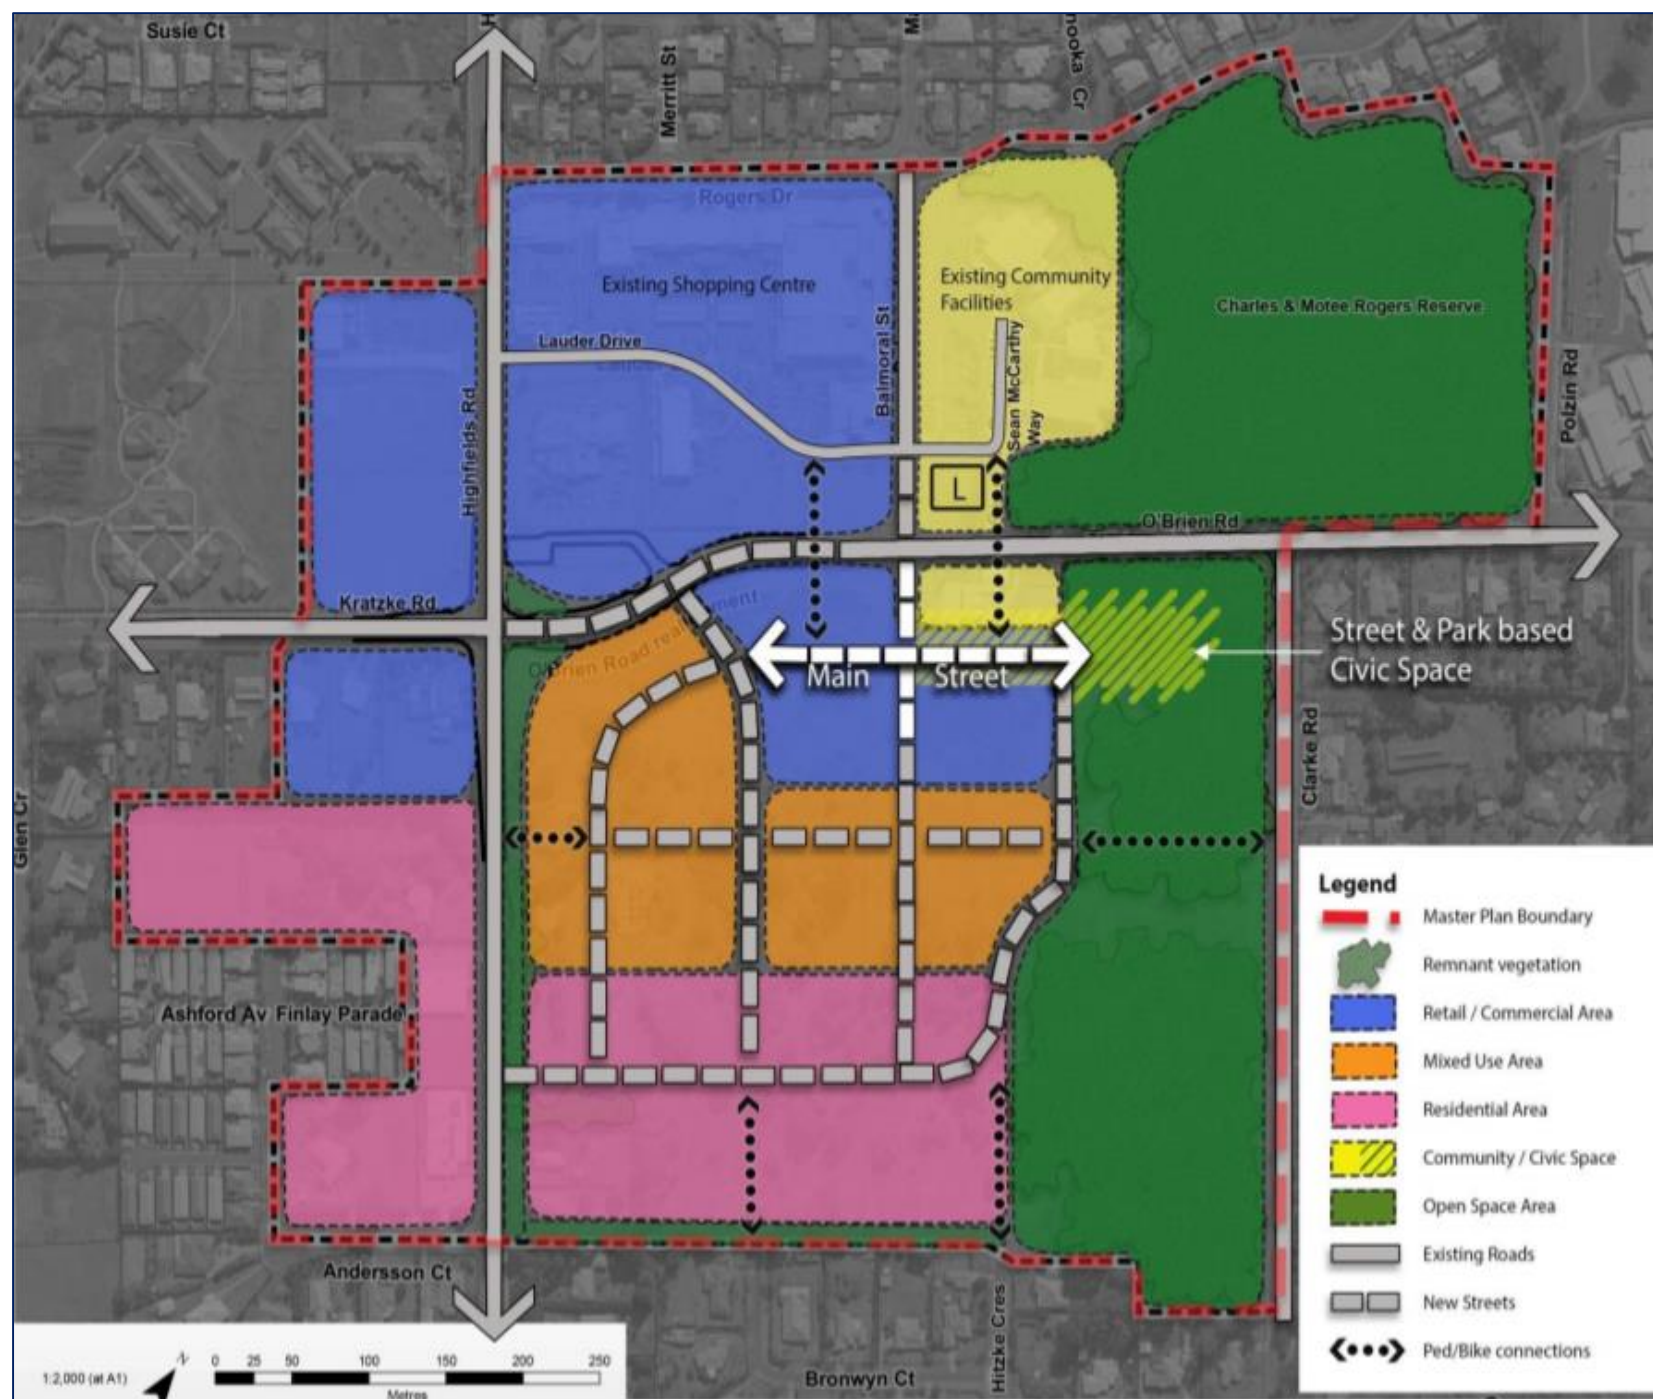 Susie Ct
H
Merritt St
Ma
nooka Cr
Rogers Dr
Existing Shopping Centre
Existing Community
Facilities
Charles & Motee Rogers Reserve
Lauder Drive
Highfields Rd
Balmoral St
Sean McCarthy
Way
Polzin Rd
L
O'Brien Rd
Kratzke Rd
O'Brien Road realignment
Main Street
Street & Park based
Civic Space
Clarke Rd
Glen Cr
Ashford Av Finlay Parade
Andersson Ct
Hitzke Cres
Bronwyn Ct
Legend
Master Plan Boundary
Remnant vegetation
Retail / Commercial Area
Mixed Use Area
Residential Area
Community / Civic Space
Open Space Area
Existing Roads
New Streets
Ped/Bike connections
1:2,000 (at A1)
N
0 25 50 100 150 200 250
Metres